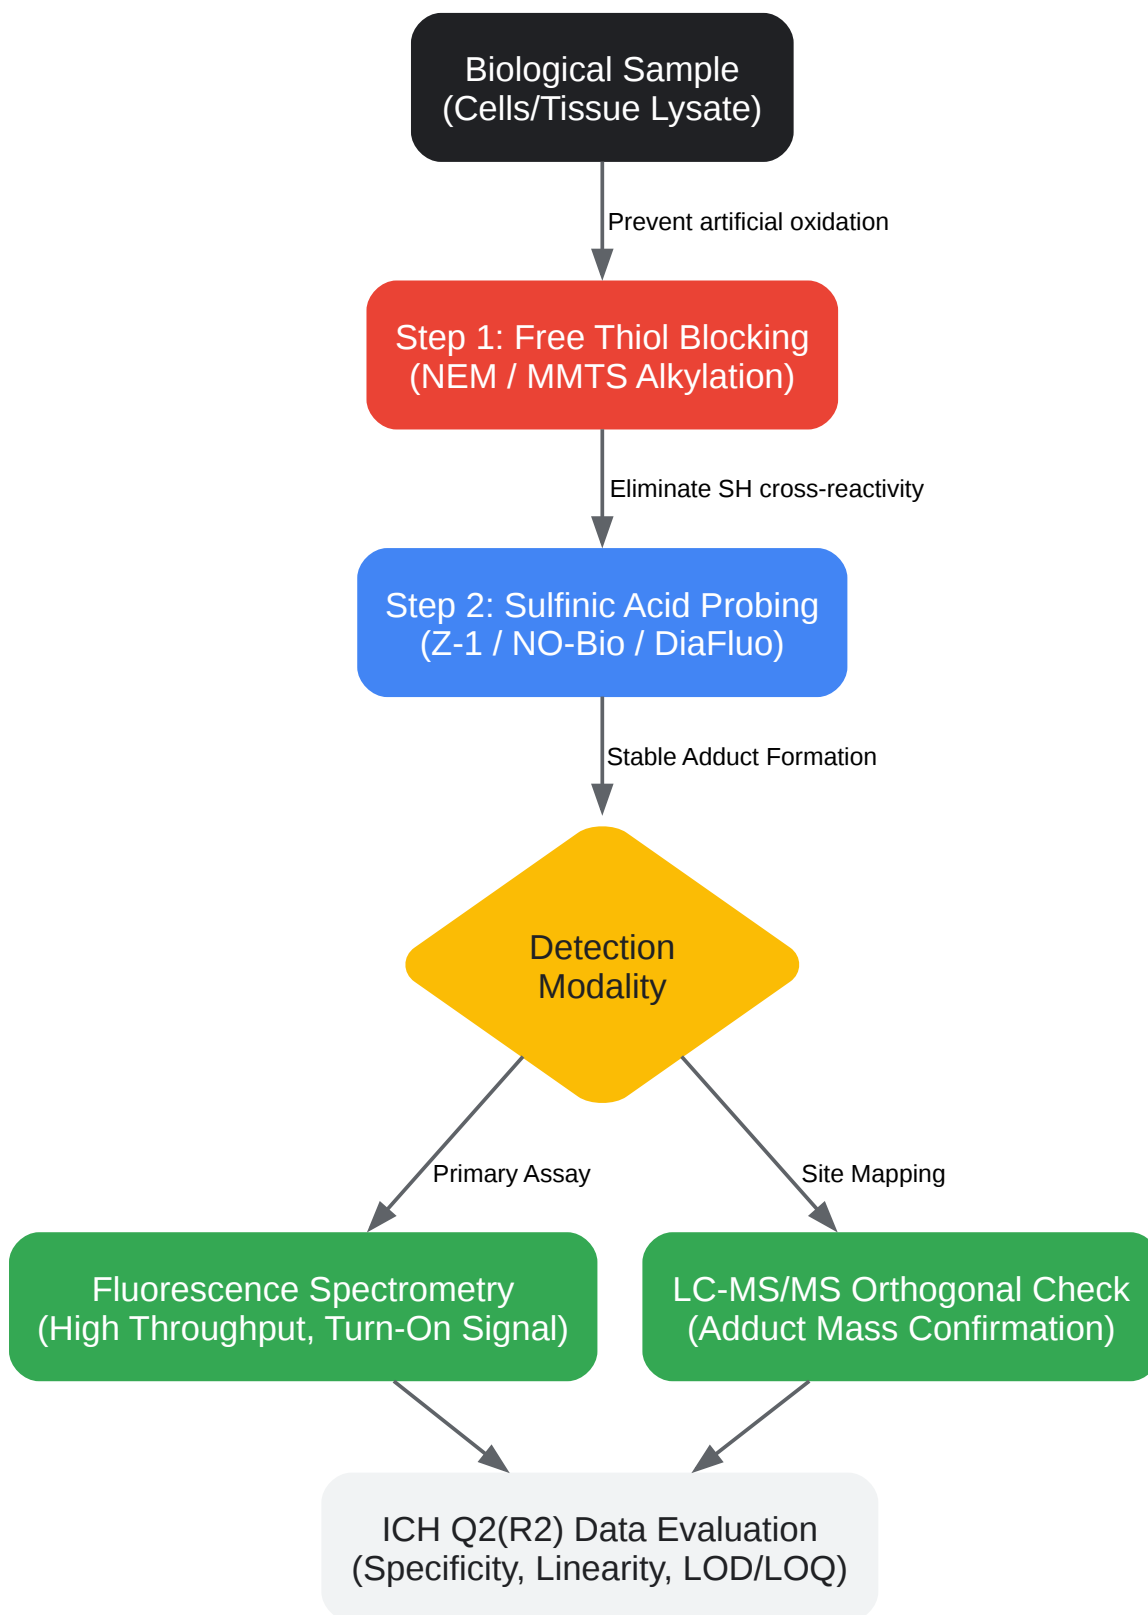 Biological Sample
(Cells/Tissue Lysate)
Prevent artificial oxidation
Step 1: Free Thiol Blocking
(NEM / MMTS Alkylation)
Eliminate SH cross-reactivity
Step 2: Sulfinic Acid Probing
(Z-1 / NO-Bio / DiaFluo)
Stable Adduct Formation
Detection
Modality
Primary Assay
Site Mapping
Fluorescence Spectrometry
(High Throughput, Turn-On Signal)
LC-MS/MS Orthogonal Check
(Adduct Mass Confirmation)
ICH Q2(R2) Data Evaluation
(Specificity, Linearity, LOD/LOQ)